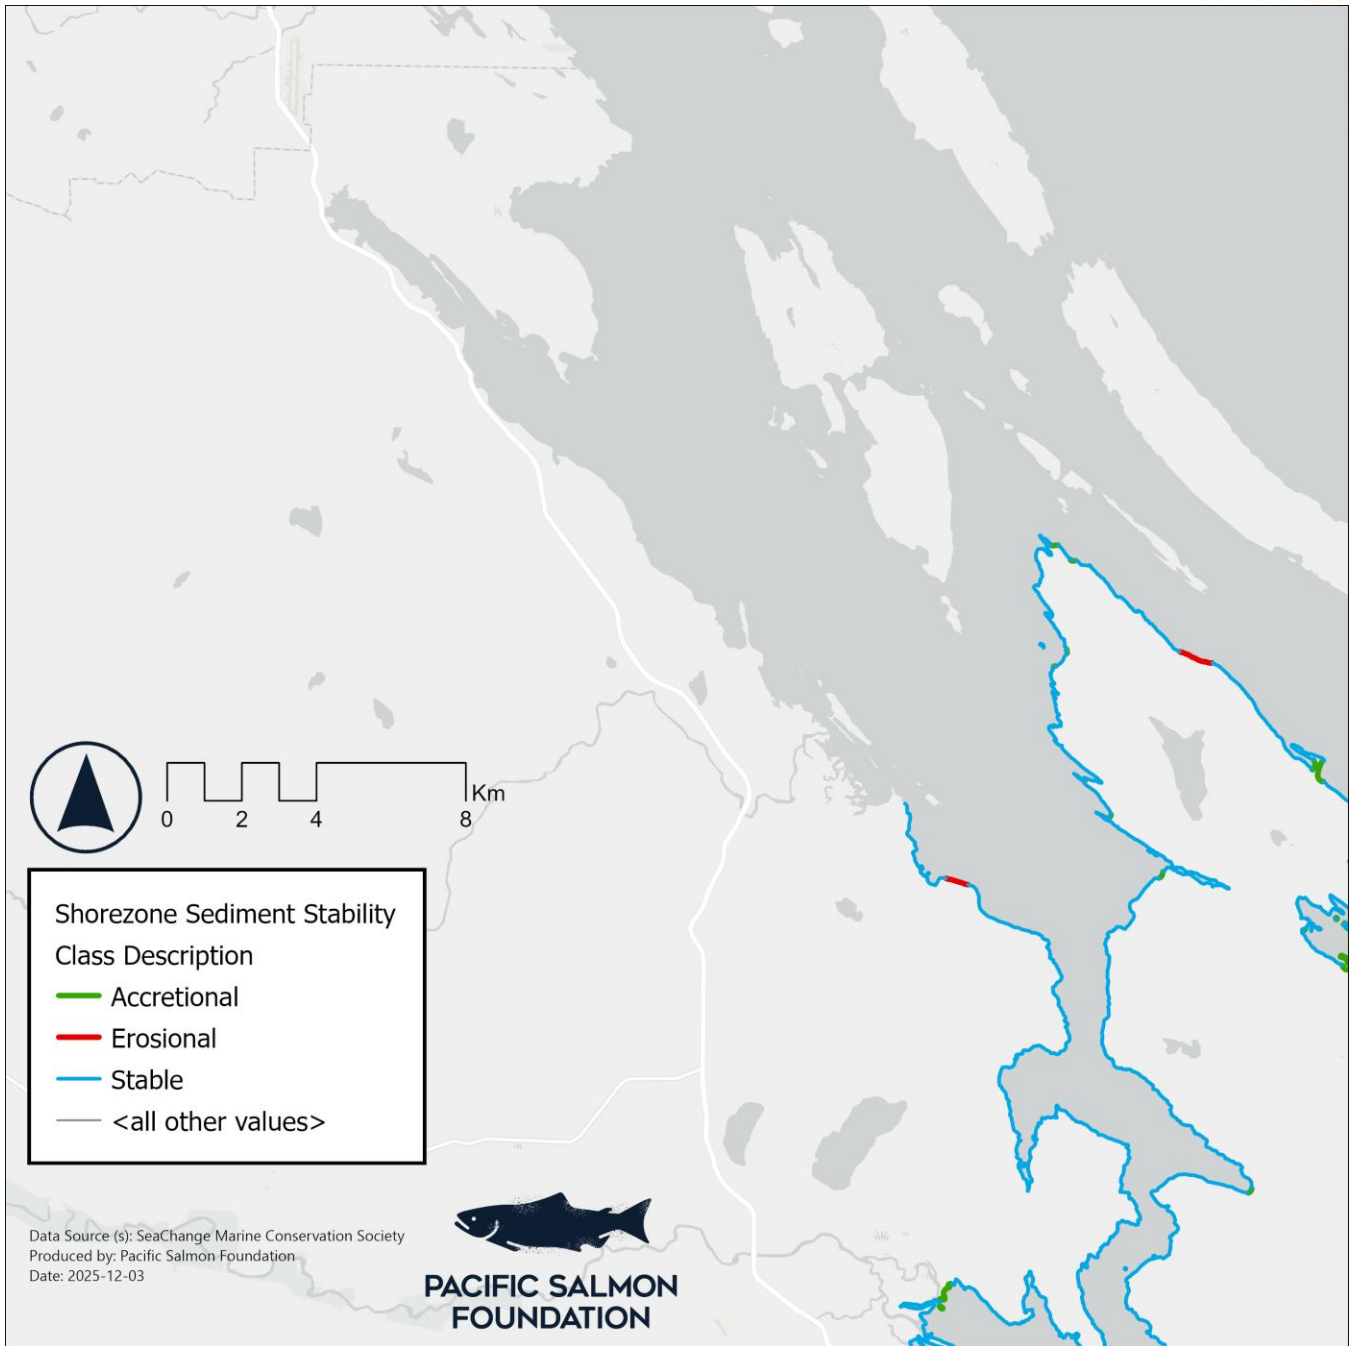 Km
0 2 4 8
Shorezone Sediment Stability
Class Description
Accretional
Erosional
Stable
<all other values>
Data Source (s): SeaChange Marine Conservation Society
Produced by: Pacific Salmon Foundation
Date: 2025-12-03
PACIFIC SALMON
FOUNDATION